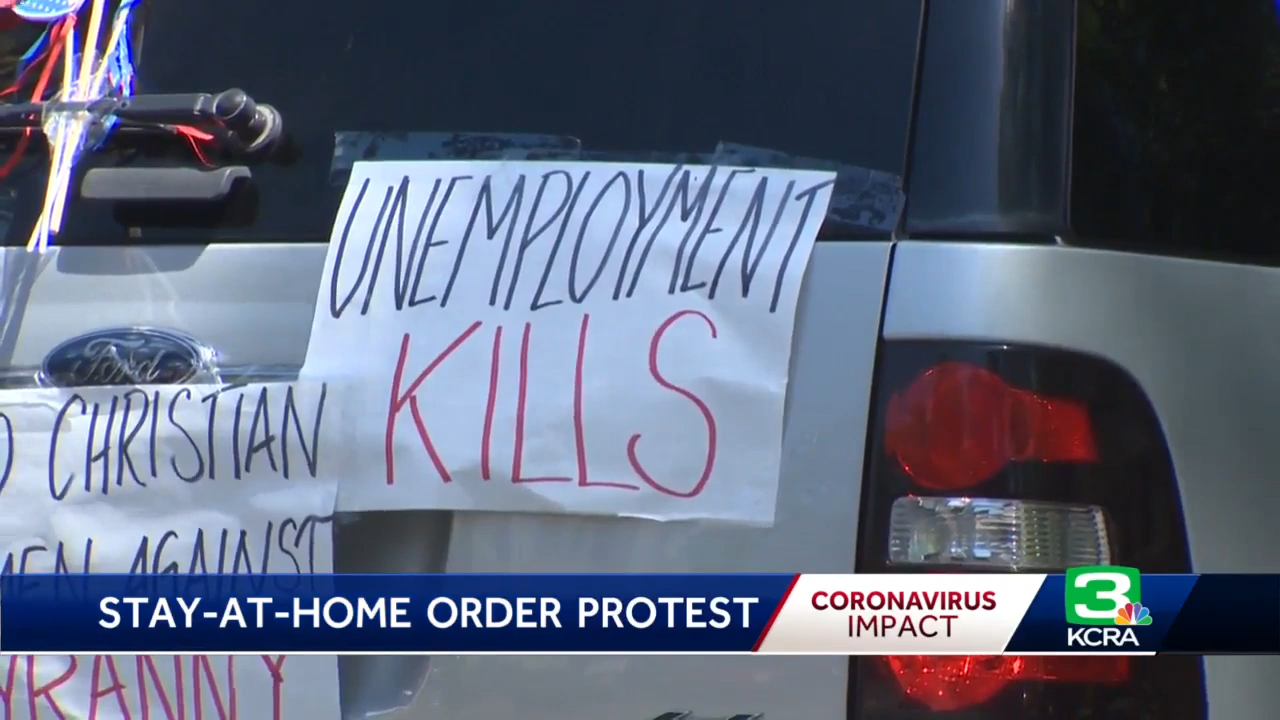 UNEMPLOYMENT
KILLS
Ford
CHRISTIAN
AGAINST
STAY-AT-HOME ORDER PROTEST
CORONAVIRUS
IMPACT
3
KCRA